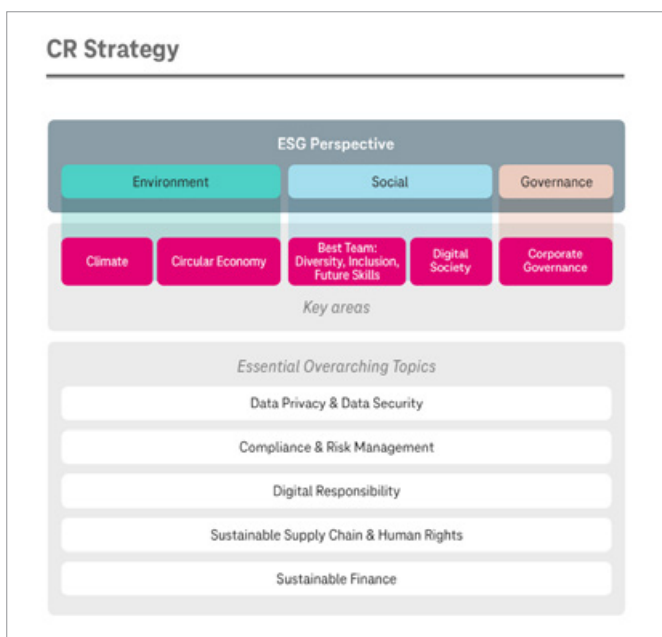 CR Strategy
ESG Perspective
Environment
Social
Governance
Climate
Circular Economy
Best Team:
Diversity, Inclusion,
Future Skills
Digital
Society
Corporate
Governance
Key areas
Essential Overarching Topics
Data Privacy & Data Security
Compliance & Risk Management
Digital Responsibility
Sustainable Supply Chain & Human Rights
Sustainable Finance